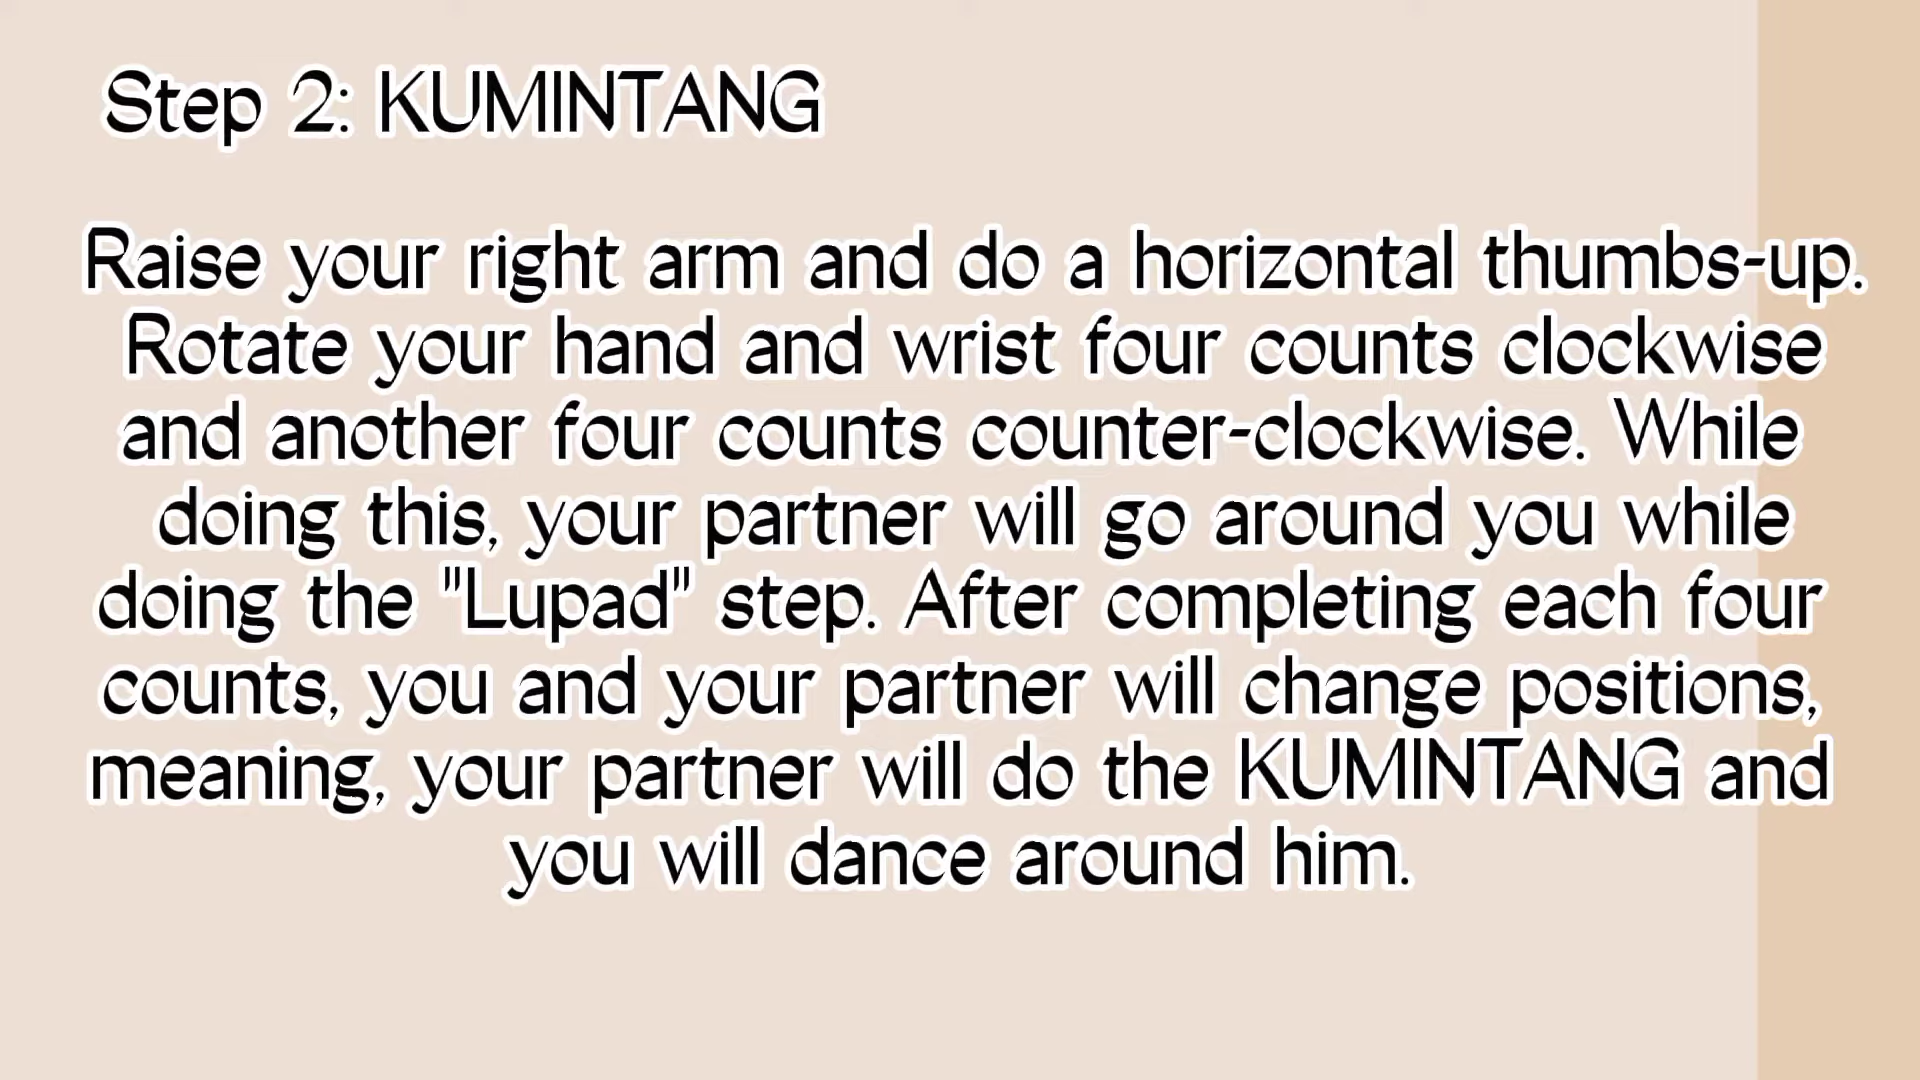 Step 2: KUMINTANG
Raise your right arm and do a horizontal thumbs-up.
Rotate your hand and wrist four counts clockwise
and another four counts counter-clockwise. While
doing this, your partner will go around you while
doing the "Lupad" step. After completing each four
counts, you and your partner will change positions,
meaning, your partner will do the KUMINTANG and
you will dance around him.